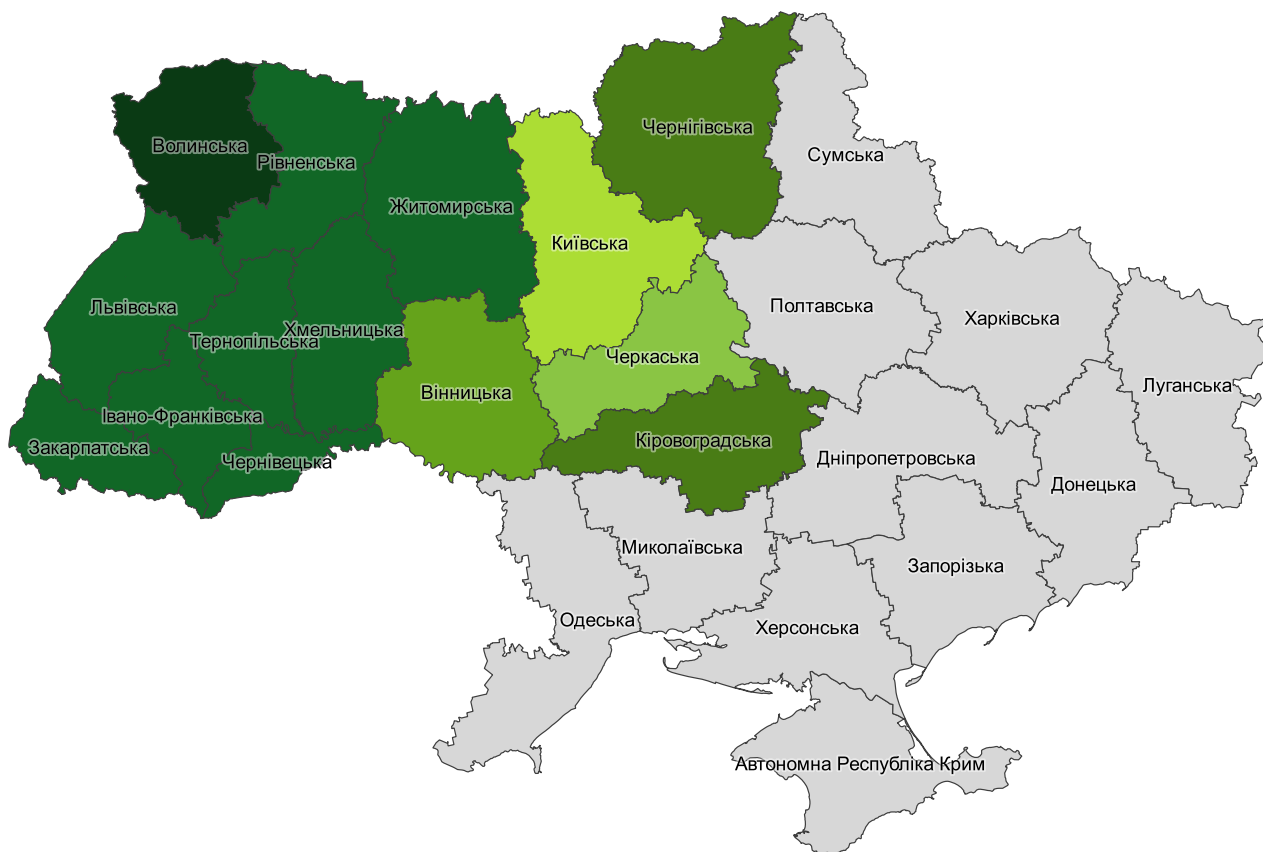 Чернігівська
Волинська
Рівненська
Сумська
Житомирська
Київська
Львівська
Полтавська
Харківська
Хмельницька
Тернопільська
Черкаська
Луганська
Вінницька
Івано-Франківська
Закарпатська
Кіровоградська
Чернівецька
Дніпропетровська
Донецька
Миколаївська
Запорізька
Одеська
Херсонська
Автономна Республіка Крим